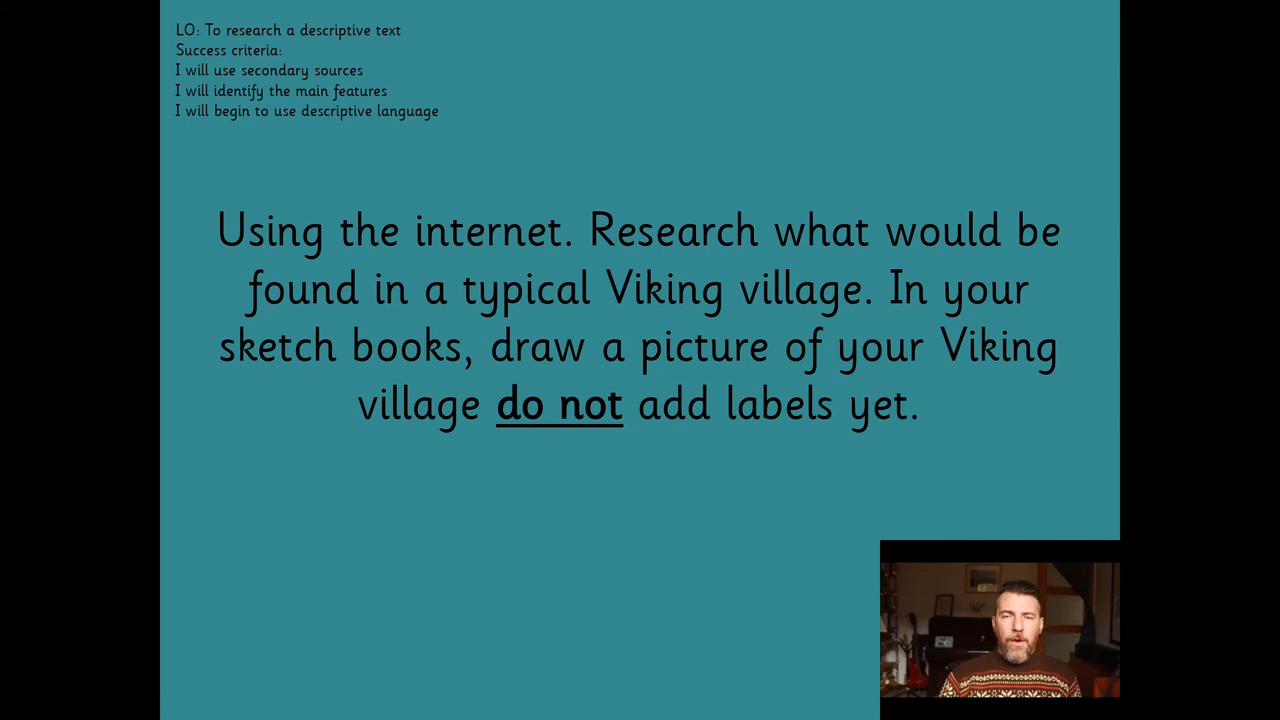 LO: To research a descriptive text
Success criteria:
I will use secondary sources
I will identify the main features
I will begin to use descriptive language
Using the internet. Research what would be
found in a typical Viking village. In your
sketch books, draw a picture of your Viking
village do not add labels yet.